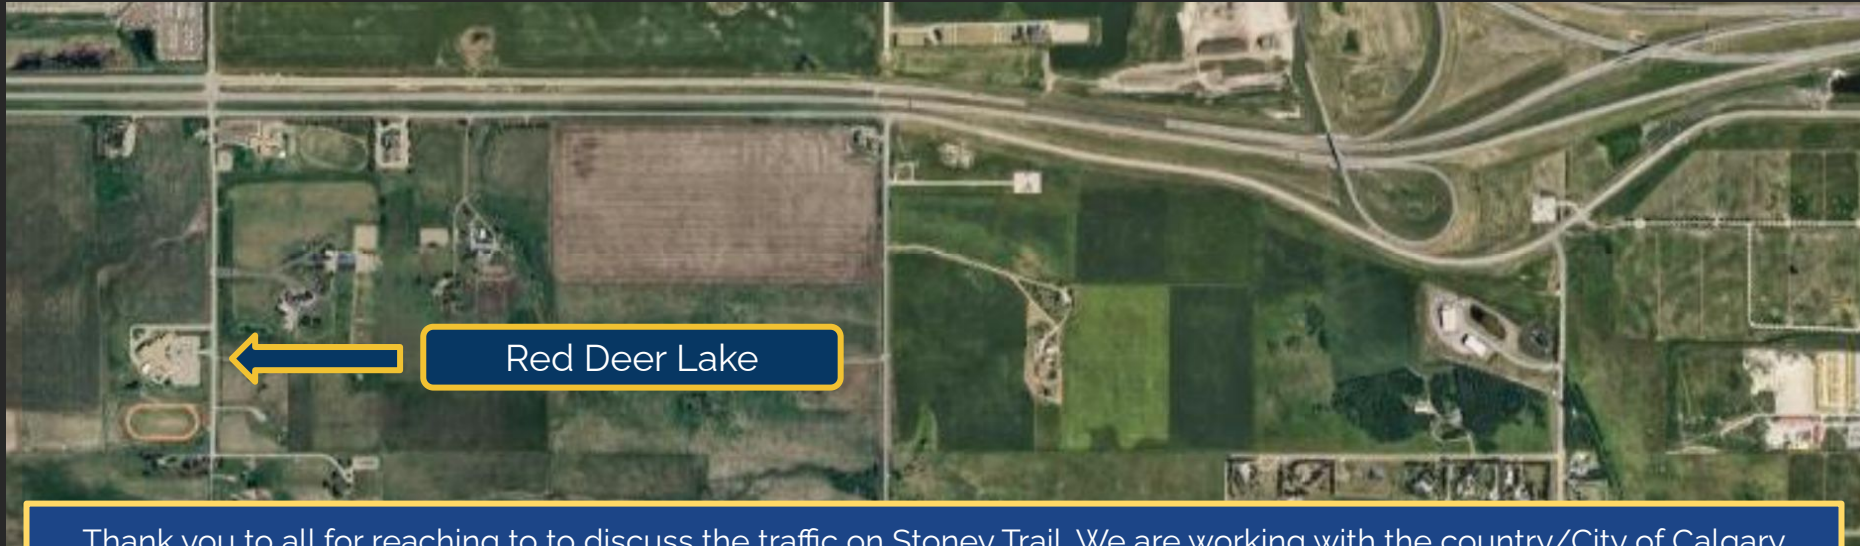 Red Deer Lake
Thank you to all for reaching to to discuss the traffic on Stoney Trail. We are working with the country/City of Calgary